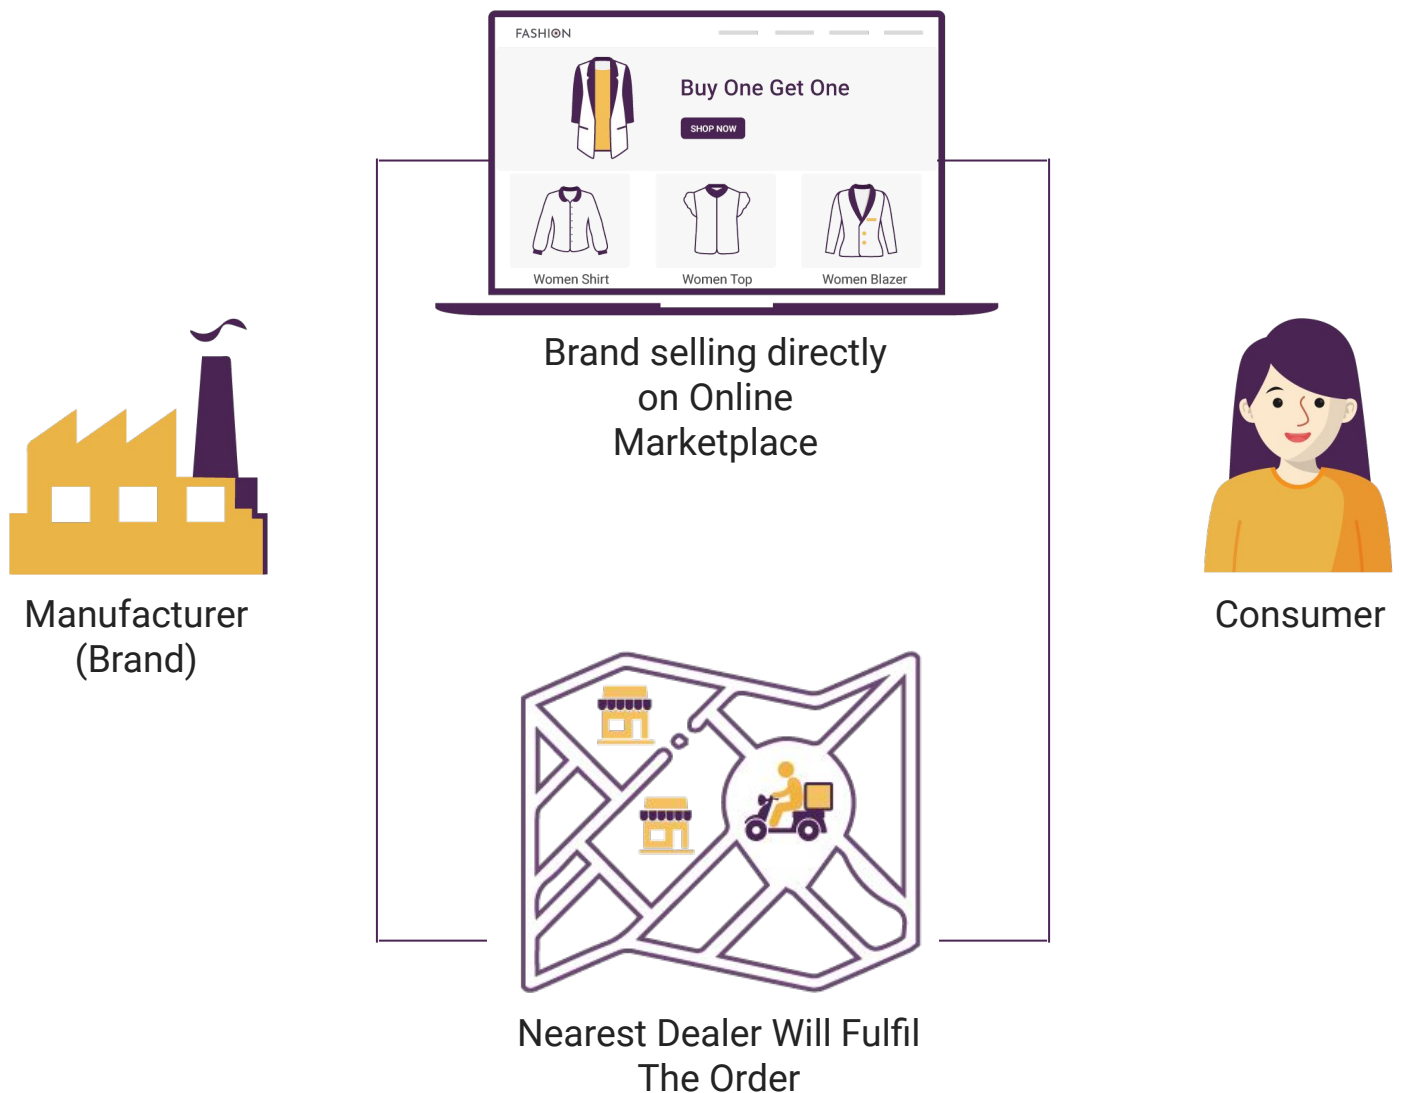 FASHION
Buy One Get One
SHOP NOW
Women Shirt
Women Top
Women Blazer
Brand selling directly
on Online
Marketplace
Manufacturer
(Brand)
Consumer
Nearest Dealer Will Fulfil
The Order